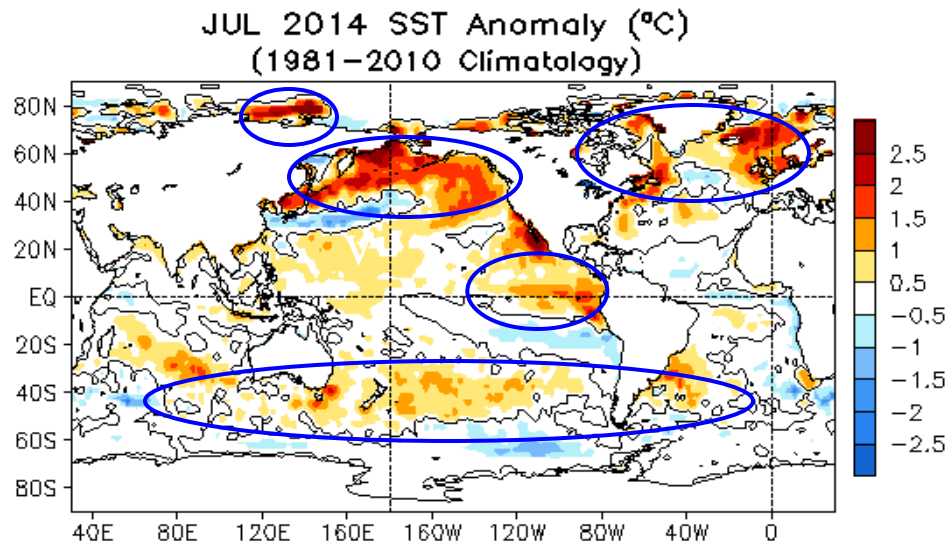 JUL 2014 SST Anomaly (°C)
(1981–2010 Climatology)
80N
60N
40N
20N
EQ
20S
40S
60S
80S
40E 80E 120E 160E 160W 120W 80W 40W 0
2.5
2
1.5
1
0.5
-0.5
-1
-1.5
-2
-2.5